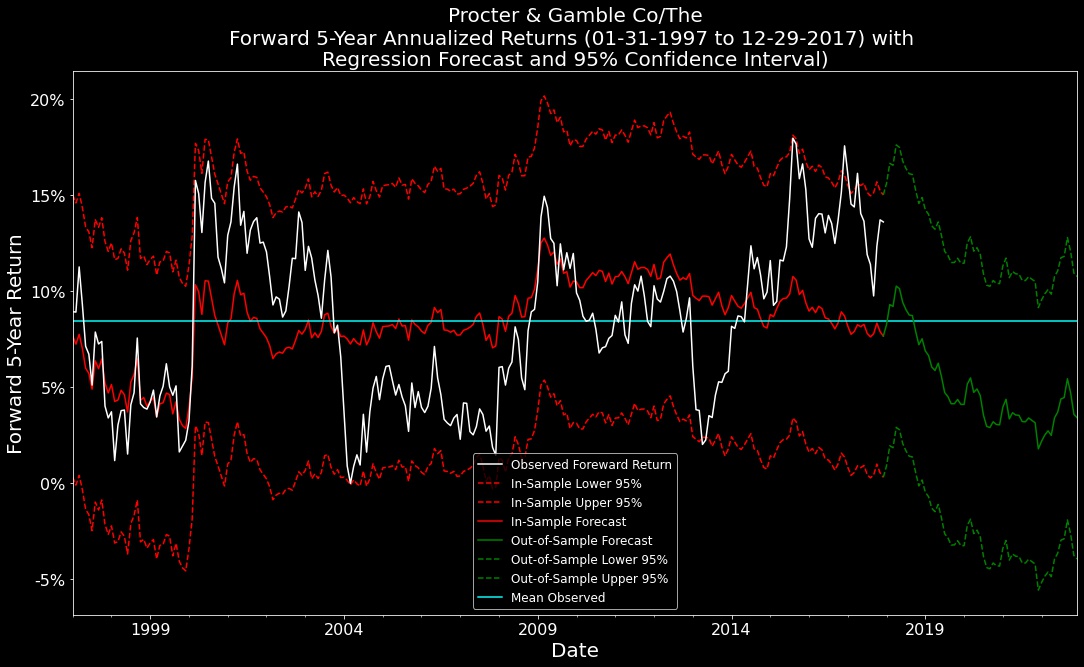 Procter & Gamble Co/The
Forward 5-Year Annualized Returns (01-31-1997 to 12-29-2017) with
Regression Forecast and 95% Confidence Interval)
Forward 5-Year Return
20%
15%
10%
5%
0%
-5%
Observed Foreward Return
In-Sample Lower 95%
In-Sample Upper 95%
In-Sample Forecast
Out-of-Sample Forecast
Out-of-Sample Lower 95%
Out-of-Sample Upper 95%
Mean Observed
1999 2004 2009 2014 2019
Date